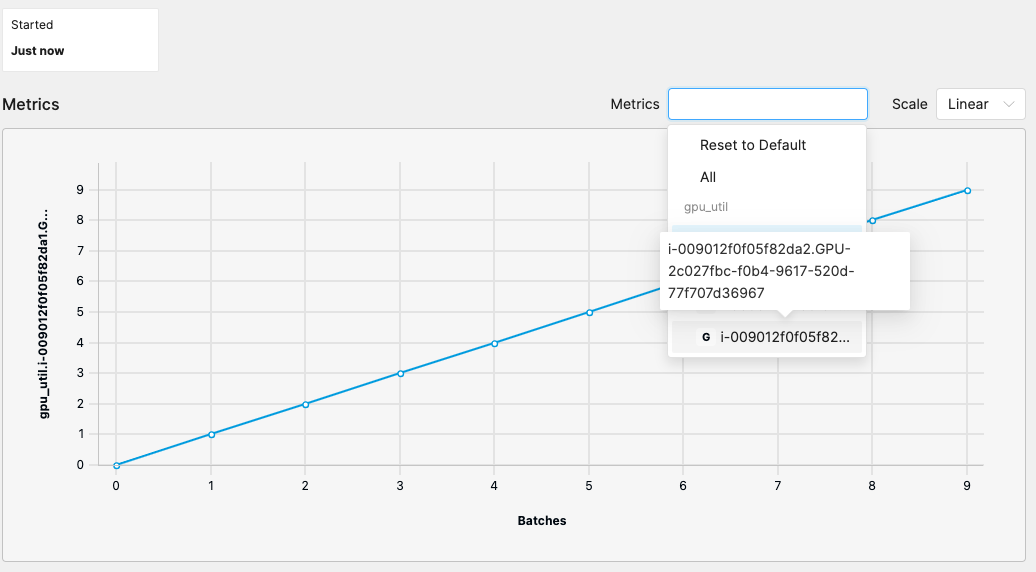 Started
Just now
Metrics
Metrics
Scale
Linear
Reset to Default
All
gpu_util
i-009012f0f05f82da2.GPU-
2c027fbc-f0b4-9617-520d-
77f707d36967
G i-009012f0f05f82...
gpu_util.i-009012f0f05f82da1.G...
9
8
7
6
5
4
3
2
1
0
0 1 2 3 4 5 6 7 8 9
Batches